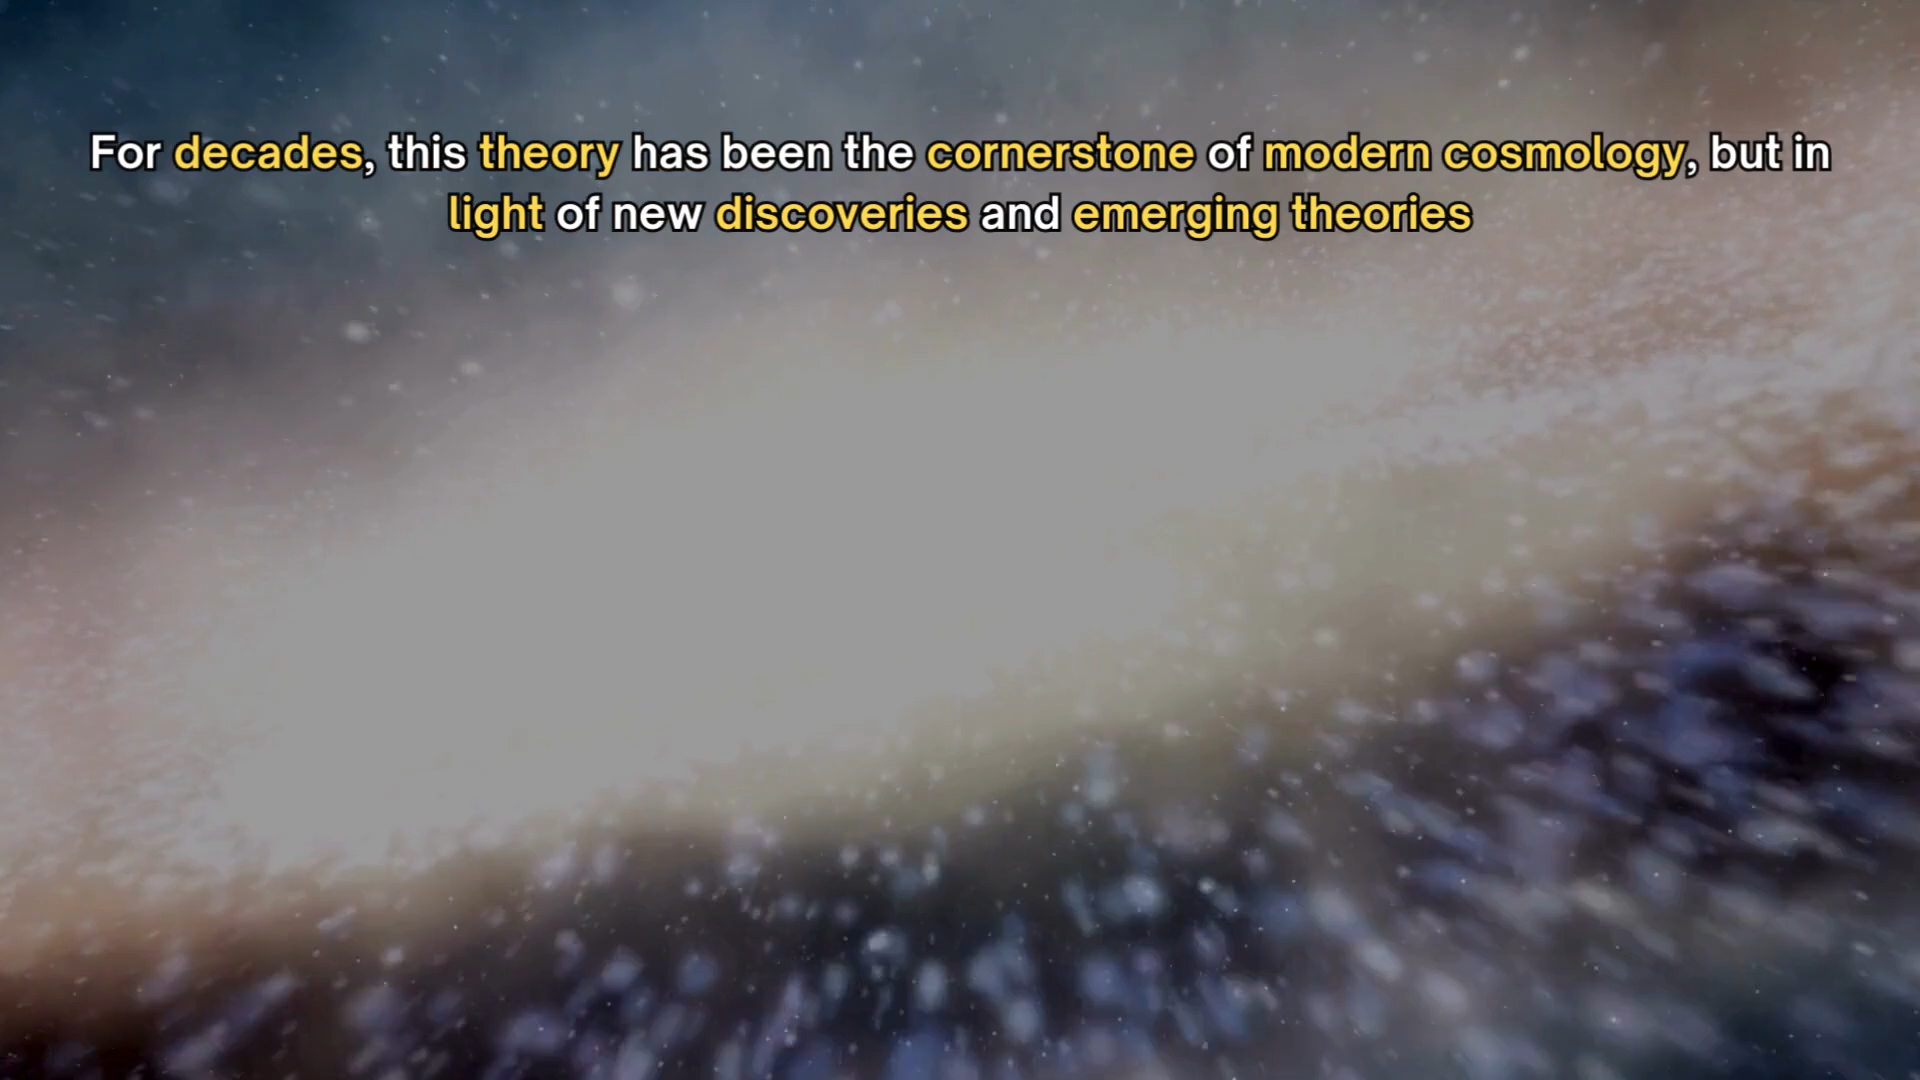 For decades, this theory has been the cornerstone of modern cosmology, but in
light of new discoveries and emerging theories